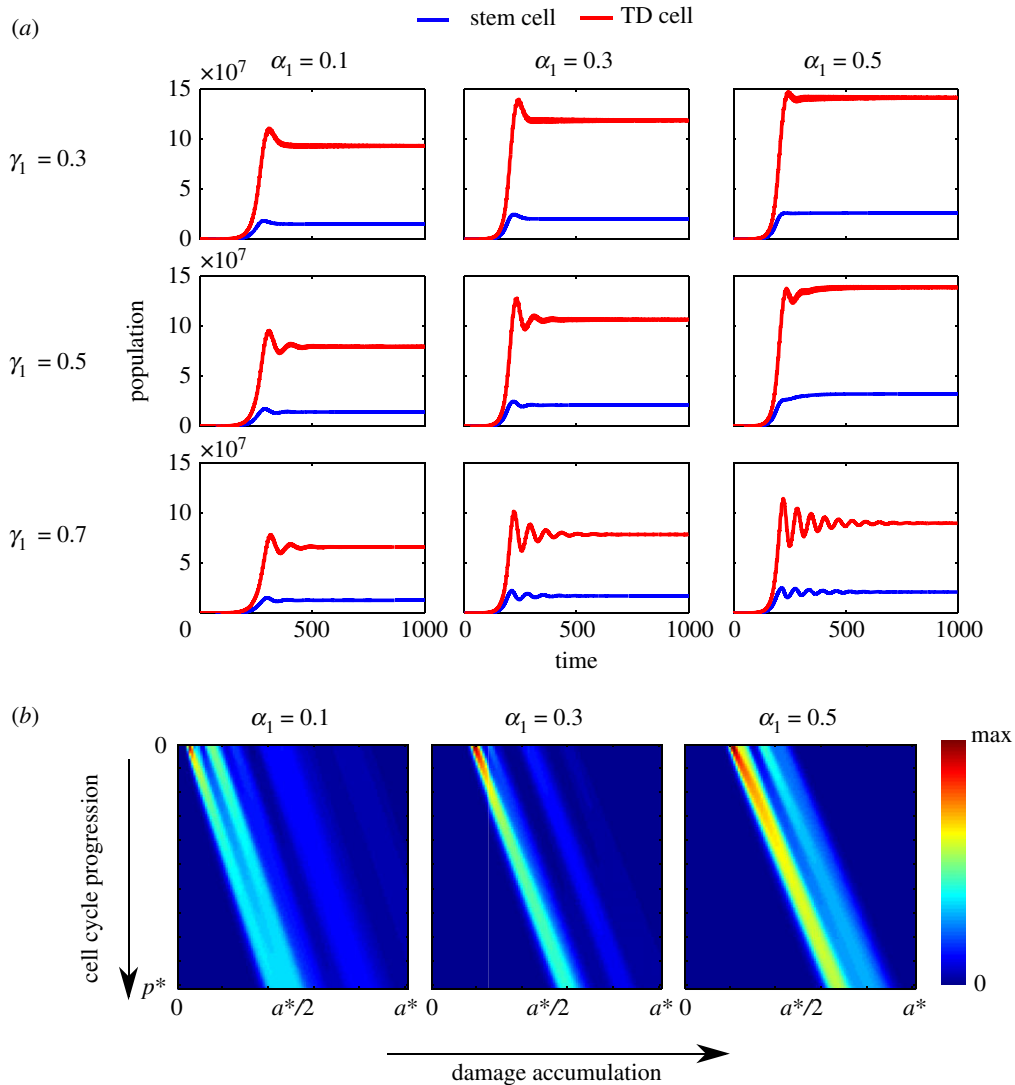 stem cell TD cell
(a)
α1 = 0.1 α1 = 0.3 α1 = 0.5
×10^7
15
10
5
0
γ1 = 0.3
×10^7
15
10
5
0
γ1 = 0.5
population
×10^7
15
10
5
0
γ1 = 0.7
0 500 1000 0 500 1000 0 500 1000
time
(b)
α1 = 0.1 α1 = 0.3 α1 = 0.5
0
cell cycle progression
p*
0 a*/2 a* 0 a*/2 a* 0 a*/2 a*
max
0
damage accumulation